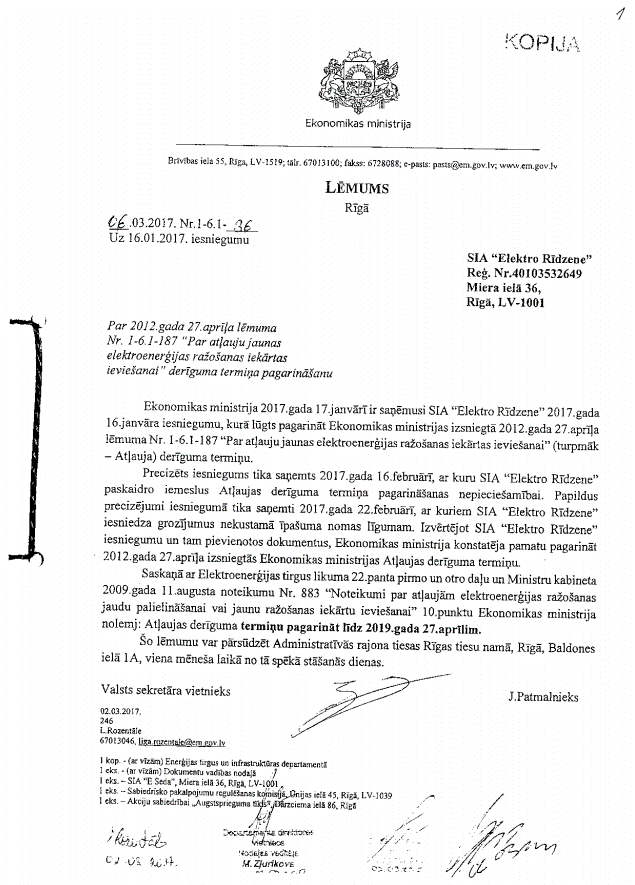 1
KOPIJA
Ekonomikas ministrija
Brīvības iela 55, Rīga, LV-1519; tālr. 67013100; fakss: 6728088; e-pasts: pasts@em.gov.lv; www.em.gov.lv
LĒMUMS
Rīgā
06.03.2017. Nr.1-6.1-36
Uz 16.01.2017. iesniegumu
SIA “Elektro Rīdzene”
Reģ. Nr.40103532649
Miera ielā 36,
Rīgā, LV-1001
Par 2012.gada 27.aprīļa lēmuma
Nr. 1-6.1-187 “Par atļauju jaunas
elektroenerģijas ražošanas iekārtas
ieviešanai” derīguma termiņa pagarināšanu
Ekonomikas ministrija 2017.gada 17.janvārī ir saņēmusi SIA “Elektro Rīdzene” 2017.gada
16.janvāra iesniegumu, kurā lūgts pagarināt Ekonomikas ministrijas izsniegtā 2012.gada 27.aprīļa
lēmuma Nr. 1-6.1-187 “Par atļauju jaunas elektroenerģijas ražošanas iekārtas ieviešanai” (turpmāk
– Atļauja) derīguma termiņu.
Precizēts iesniegums tika saņemts 2017.gada 16.februārī, ar kuru SIA “Elektro Rīdzene”
paskaidro iemeslus Atļaujas derīguma termiņa pagarināšanas nepieciešamībai. Papildus
precizējumi iesniegumā tika saņemti 2017.gada 22.februārī, ar kuriem SIA “Elektro Rīdzene”
iesniedza grozījumus nekustamā īpašuma nomas līgumam. Izvērtējot SIA “Elektro Rīdzene”
iesniegumu un tam pievienotos dokumentus, Ekonomikas ministrija konstatēja pamatu pagarināt
2012.gada 27.aprīļa izsniegtās Ekonomikas ministrijas Atļaujas derīguma termiņu.
Saskaņā ar Elektroenerģijas tirgus likuma 22.panta pirmo un otro daļu un Ministru kabineta
2009.gada 11.augusta noteikumu Nr. 883 “Noteikumi par atļaujām elektroenerģijas ražošanas
jaudu palielināšanai vai jaunu ražošanas iekārtu ieviešanai” 10.punktu Ekonomikas ministrija
nolemj: Atļaujas derīguma termiņu pagarināt līdz 2019.gada 27.aprīlim.
Šo lēmumu var pārsūdzēt Administratīvās rajona tiesas Rīgas tiesu namā, Rīgā, Baldones
ielā 1A, viena mēneša laikā no tā spēkā stāšanās dienas.
Valsts sekretāra vietnieks
J.Patmalnieks
02.03.2017.
246
L.Rozentāle
67013046, liga.rozentale@em.gov.lv
1 kop. - (ar vīzām) Enerģijas tirgus un infrastruktūras departamentā
1 eks. - (ar vīzām) Dokumentu vadības nodaļā
1 eks. – SIA “E Seda”, Miera ielā 36, Rīgā, LV-1001
1 eks. – Sabiedrisko pakalpojumu regulēšanas komisijā, Ūnijas ielā 45, Rīgā, LV-1039
1 eks. – Akciju sabiedrībai „Augstsprieguma tīkls” Dārzciema ielā 86, Rīgā
Departamenta direktores
vietniece
Nodaļas vadītāja
M. Zjurikova
02.03.2017.